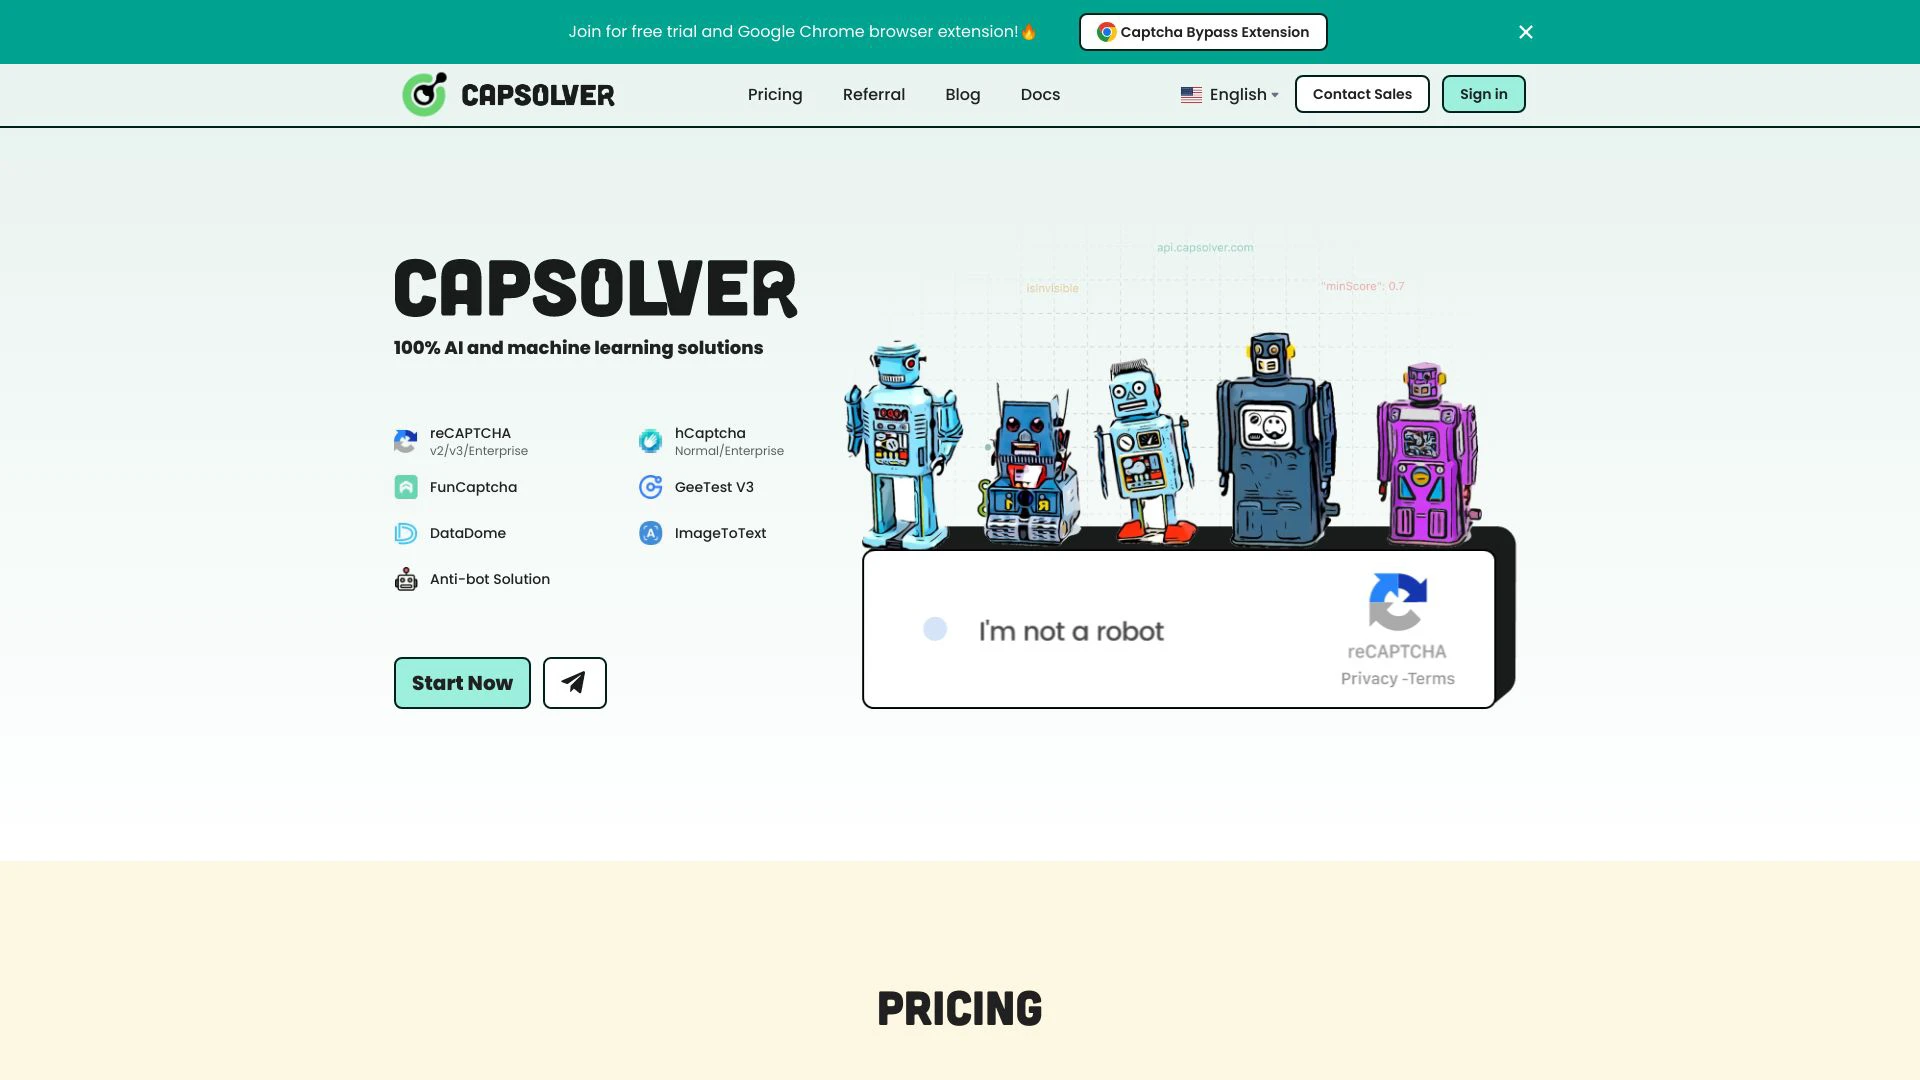 Join for free trial and Google Chrome browser extension!🔥
Captcha Bypass Extension
CAPSOLVER
Pricing
Referral
Blog
Docs
English
Contact Sales
Sign in
CAPSOLVER
100% AI and machine learning solutions
reCAPTCHA
v2/v3/Enterprise
hCaptcha
Normal/Enterprise
FunCaptcha
GeeTest V3
DataDome
ImageToText
Anti-bot Solution
Start Now
api.capsolver.com
isInvisible
"minScore": 0.7
I'm not a robot
reCAPTCHA
Privacy -Terms
PRICING